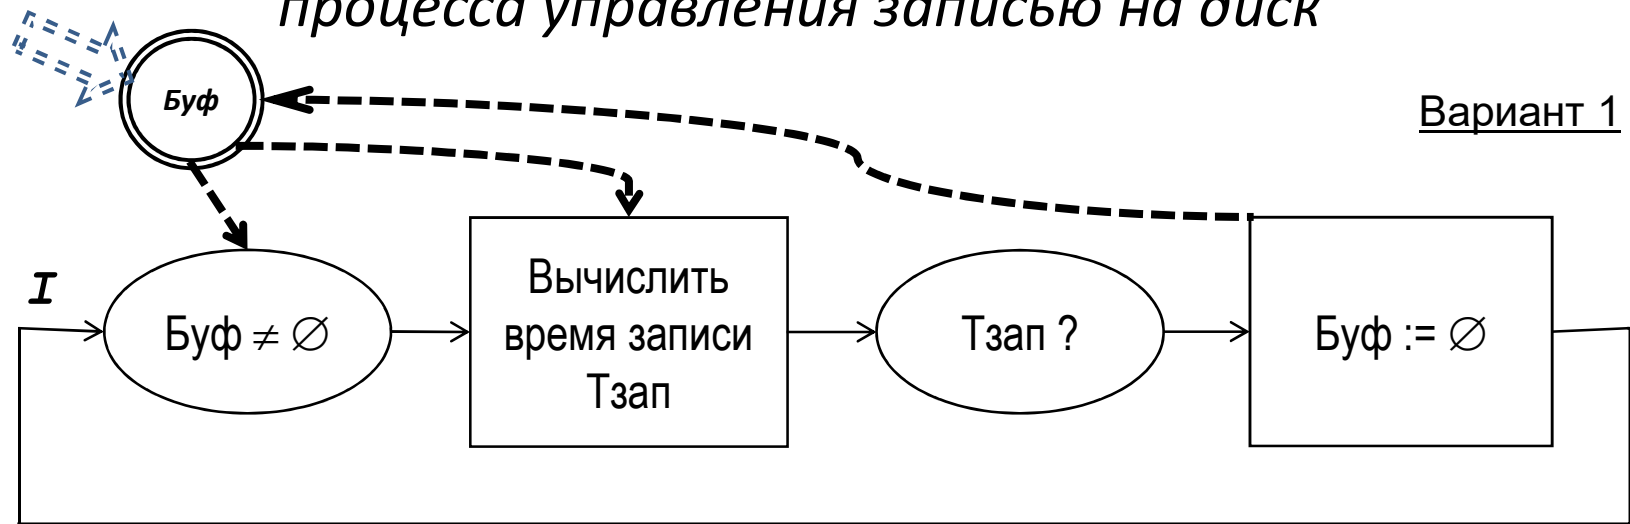 процесса управления записью на диск
Буф
Вариант 1
I
Буф ≠ ∅
Вычислить
время записи
Тзап
Тзап ?
Буф := ∅